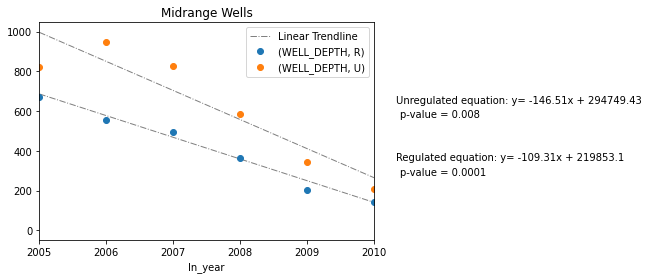 Midrange Wells
1000
800
600
400
200
0
2005
2006
2007
2008
2009
2010
In_year
Linear Trendline
(WELL_DEPTH, R)
(WELL_DEPTH, U)
Unregulated equation: y= -146.51x + 294749.43
p-value = 0.008
Regulated equation: y= -109.31x + 219853.1
p-value = 0.0001